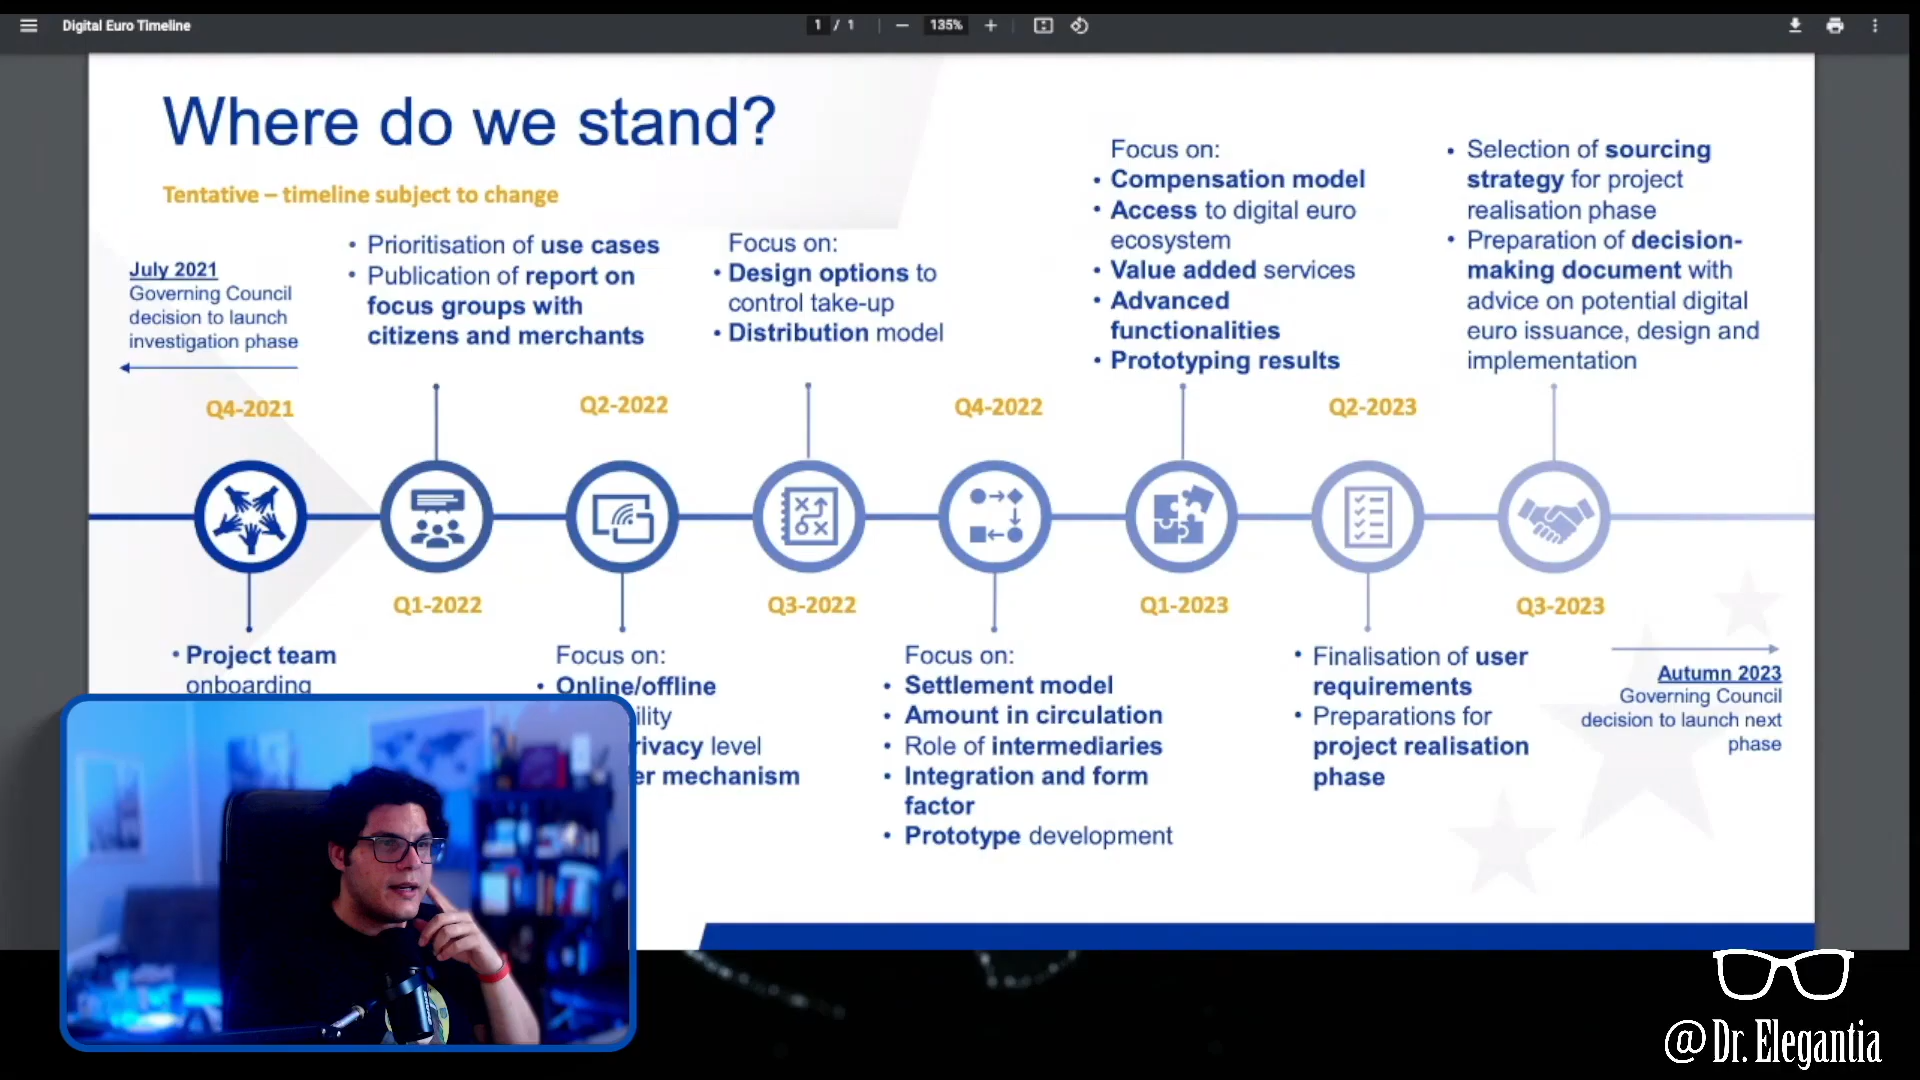 Digital Euro Timeline
1 / 1
135%
Where do we stand?
Tentative – timeline subject to change
July 2021
Governing Council
decision to launch
investigation phase
Q4-2021
• Project team
onboarding
• Prioritisation of use cases
• Publication of report on
focus groups with
citizens and merchants
Q1-2022
Q2-2022
Focus on:
• Online/offline
rivacy level
mechanism
Focus on:
• Design options to
control take-up
• Distribution model
Q3-2022
Q4-2022
Focus on:
• Settlement model
• Amount in circulation
• Role of intermediaries
• Integration and form
factor
• Prototype development
Focus on:
• Compensation model
• Access to digital euro
ecosystem
• Value added services
• Advanced
functionalities
• Prototyping results
Q1-2023
Q2-2023
• Finalisation of user
requirements
• Preparations for
project realisation
phase
• Selection of sourcing
strategy for project
realisation phase
• Preparation of decision-
making document with
advice on potential digital
euro issuance, design and
implementation
Q3-2023
Autumn 2023
Governing Council
decision to launch next
phase
@Dr. Elegantia